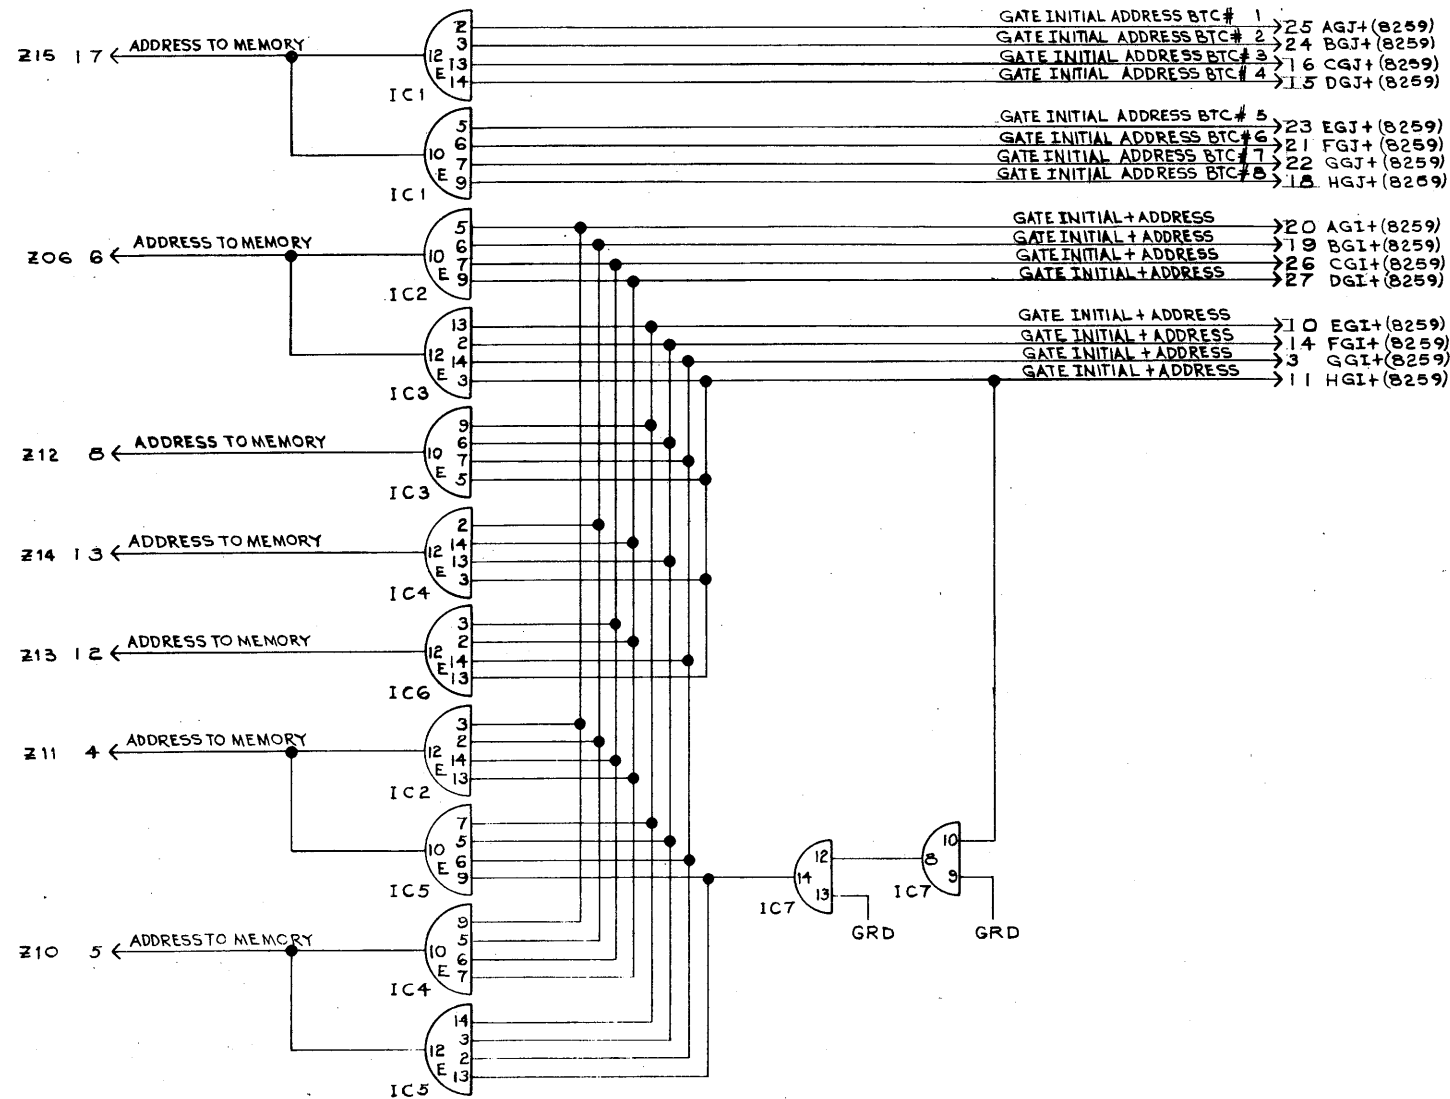 GATE INITIAL ADDRESS BTC# 1
25 AGJ+(8259)
GATE INITIAL ADDRESS BTC# 2
24 BGJ+(8259)
GATE INITIAL ADDRESS BTC# 3
16 CGJ+(8259)
GATE INITIAL ADDRESS BTC# 4
15 DGJ+(8259)
Z15 17 ADDRESS TO MEMORY
2
3
12 13
E 14
IC1
GATE INITIAL ADDRESS BTC# 5
23 EGJ+(8259)
GATE INITIAL ADDRESS BTC#6
21 FGJ+(8259)
GATE INITIAL ADDRESS BTC#7
22 GGJ+(8259)
GATE INITIAL ADDRESS BTC#8
18 HGJ+(8259)
5
6
10 7
E 9
IC1
GATE INITIAL + ADDRESS
20 AGI+(8259)
GATE INITIAL + ADDRESS
19 BGI+(8259)
GATE INITIAL + ADDRESS
26 CGI+(8259)
GATE INITIAL + ADDRESS
27 DGI+(8259)
Z06 6 ADDRESS TO MEMORY
5
6
10 7
E 9
IC2
GATE INITIAL + ADDRESS
10 EGI+(8259)
GATE INITIAL + ADDRESS
14 FGI+(8259)
GATE INITIAL + ADDRESS
3 GGI+(8259)
GATE INITIAL + ADDRESS
11 HGI+(8259)
13
2
12 14
E 3
IC3
Z12 8 ADDRESS TO MEMORY
9
6
10 7
E 5
IC3
Z14 13 ADDRESS TO MEMORY
2
14
12 13
E 3
IC4
Z13 12 ADDRESS TO MEMORY
3
2
12 14
E 13
IC6
Z11 4 ADDRESS TO MEMORY
3
2
12 14
E 13
IC2
7
5
10 6
E 9
IC5
12
14
13
IC7
GRD
10
8
9
IC7
GRD
Z10 5 ADDRESS TO MEMORY
9
5
10 6
E 7
IC4
14
3
12 2
E 13
IC5